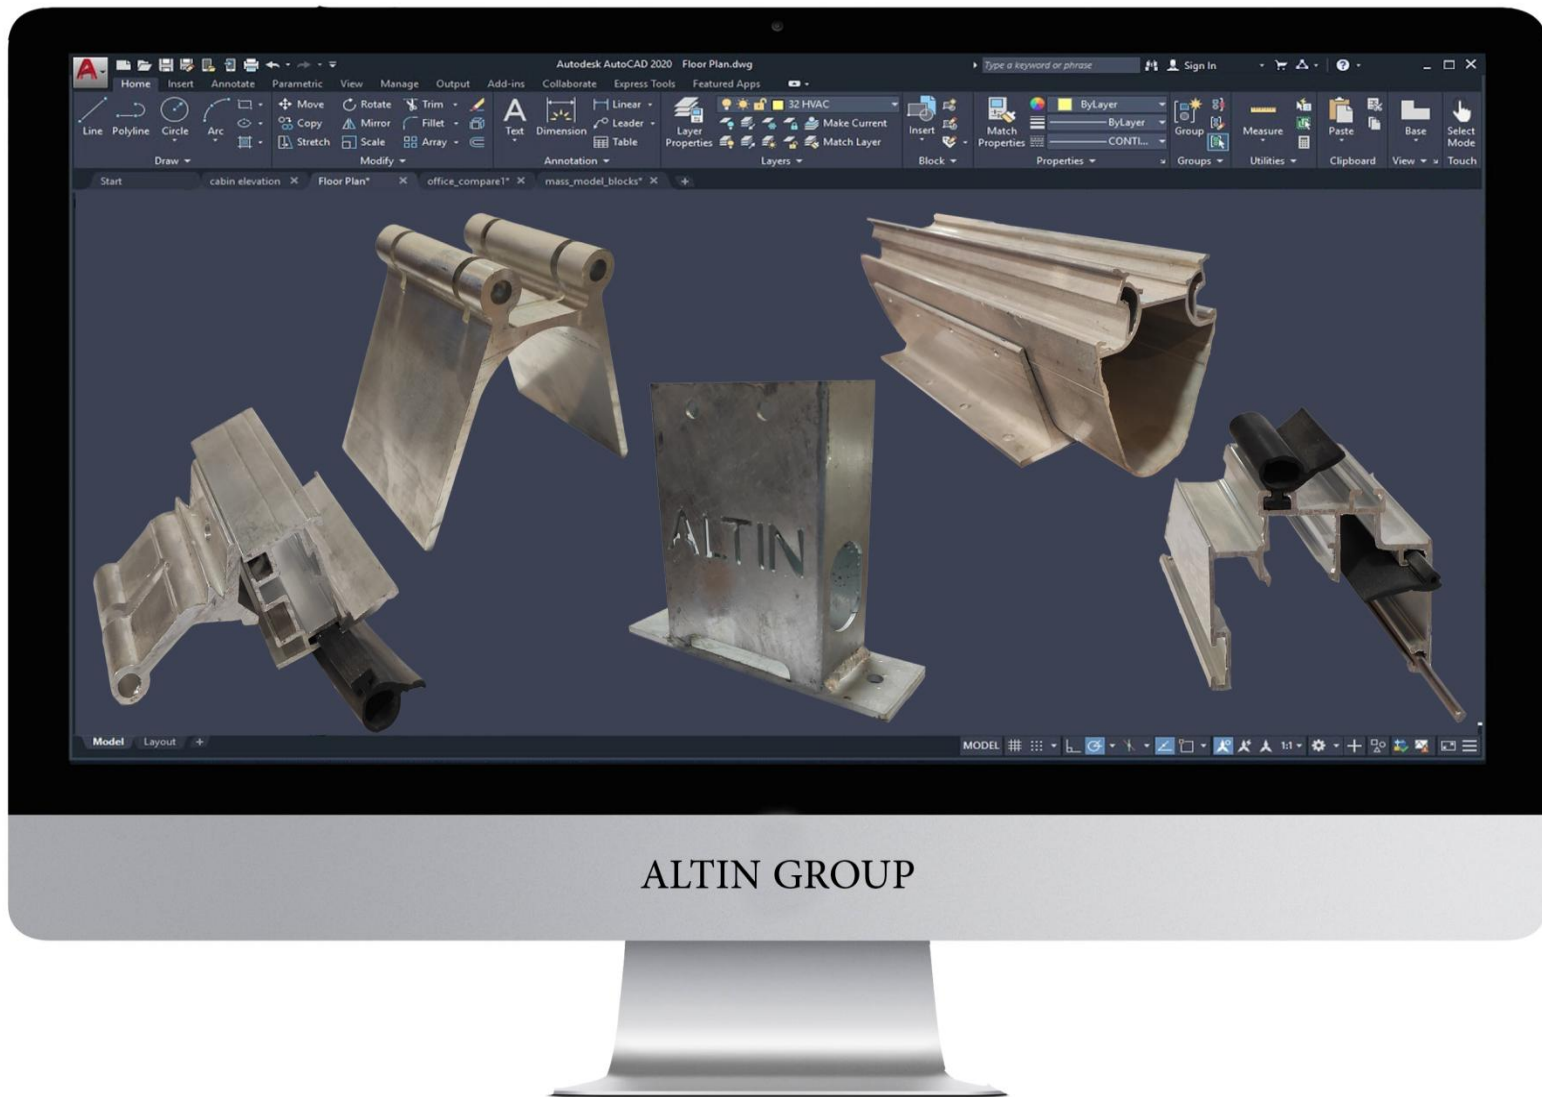 Autodesk AutoCAD 2020 Floor Plan.dwg
Type a keyword or phrase
Sign In
Home Insert Annotate Parametric View Manage Output Add-ins Collaborate Express Tools Featured Apps
Line Polyline Circle Arc
Move Rotate Trim
Copy Mirror Fillet
Stretch Scale Array
Text Dimension
Linear
Leader
Table
Layer Properties
32 HVAC
Make Current
Match Layer
Insert
Match Properties
ByLayer
ByLayer
CONTI...
Group
Measure
Paste
Base
Select Mode
Draw Modify Annotation Layers Block Properties Groups Utilities Clipboard View Touch
Start cabin elevation Floor Plan* office_compare1* mass_model_blocks*
ALTIN
Model Layout
MODEL
1:1
ALTIN GROUP